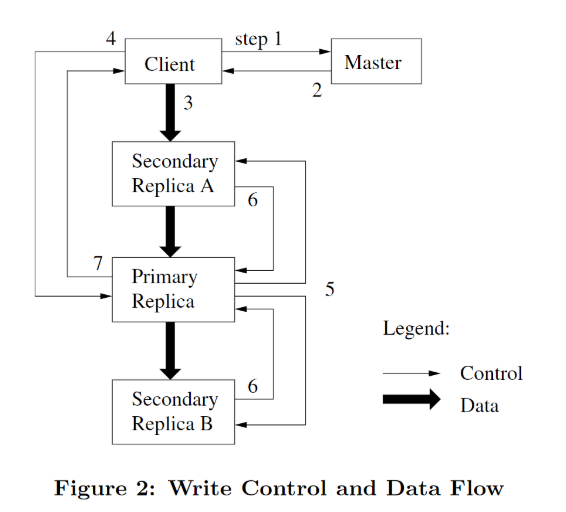 4
step 1
Client
Master
2
3
Secondary
Replica A
6
7
Primary
Replica
5
Legend:
Control
6
Secondary
Replica B
Data
Figure 2: Write Control and Data Flow